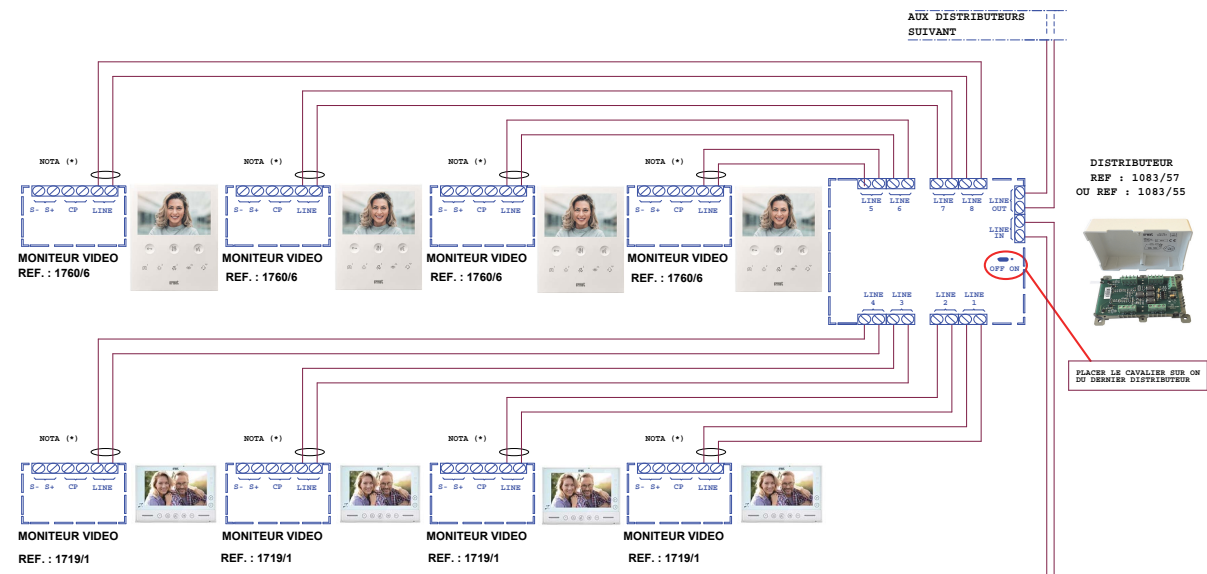 AUX DISTRIBUTEURS
SUIVANT
NOTA (*)
NOTA (*)
NOTA (*)
NOTA (*)
S- S+ CP LINE
S- S+ CP LINE
S- S+ CP LINE
S- S+ CP LINE
MONITEUR VIDEO
REF. : 1760/6
MONITEUR VIDEO
REF. : 1760/6
MONITEUR VIDEO
REF. : 1760/6
MONITEUR VIDEO
REF. : 1760/6
LINE
5
LINE
6
LINE
7
LINE
8
LINE
OUT
LINE
IN
OFF ON
LINE
4
LINE
3
LINE
2
LINE
1
DISTRIBUTEUR
REF : 1083/57
OU REF : 1083/55
PLACER LE CAVALIER SUR ON
DU DERNIER DISTRIBUTEUR
NOTA (*)
NOTA (*)
NOTA (*)
NOTA (*)
S- S+ CP LINE
S- S+ CP LINE
S- S+ CP LINE
S- S+ CP LINE
MONITEUR VIDEO
REF. : 1719/1
MONITEUR VIDEO
REF. : 1719/1
MONITEUR VIDEO
REF. : 1719/1
MONITEUR VIDEO
REF. : 1719/1